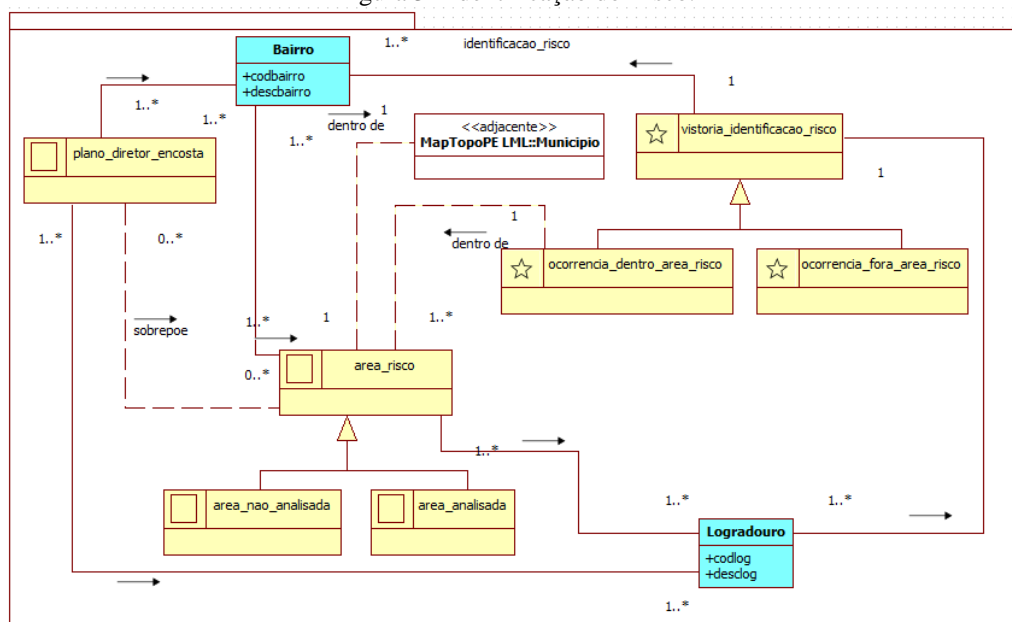 1..*
identificacao_risco
Bairro
+codbairro
+descbairro
1
1..*
1..*
dentro de
1
1..*
<<adjacente>>
MapTopoPE LML::Municipio
vistoria_identificacao_risco
1
plano_diretor_encosta
1..*
0..*
1
dentro de
ocorrencia_dentro_area_risco
ocorrencia_fora_area_risco
sobrepoe
1..*
1
1..*
area_risco
0..*
1..*
area_nao_analisada
area_analisada
1..*
1..*
Logradouro
+codlog
+desclog
1..*